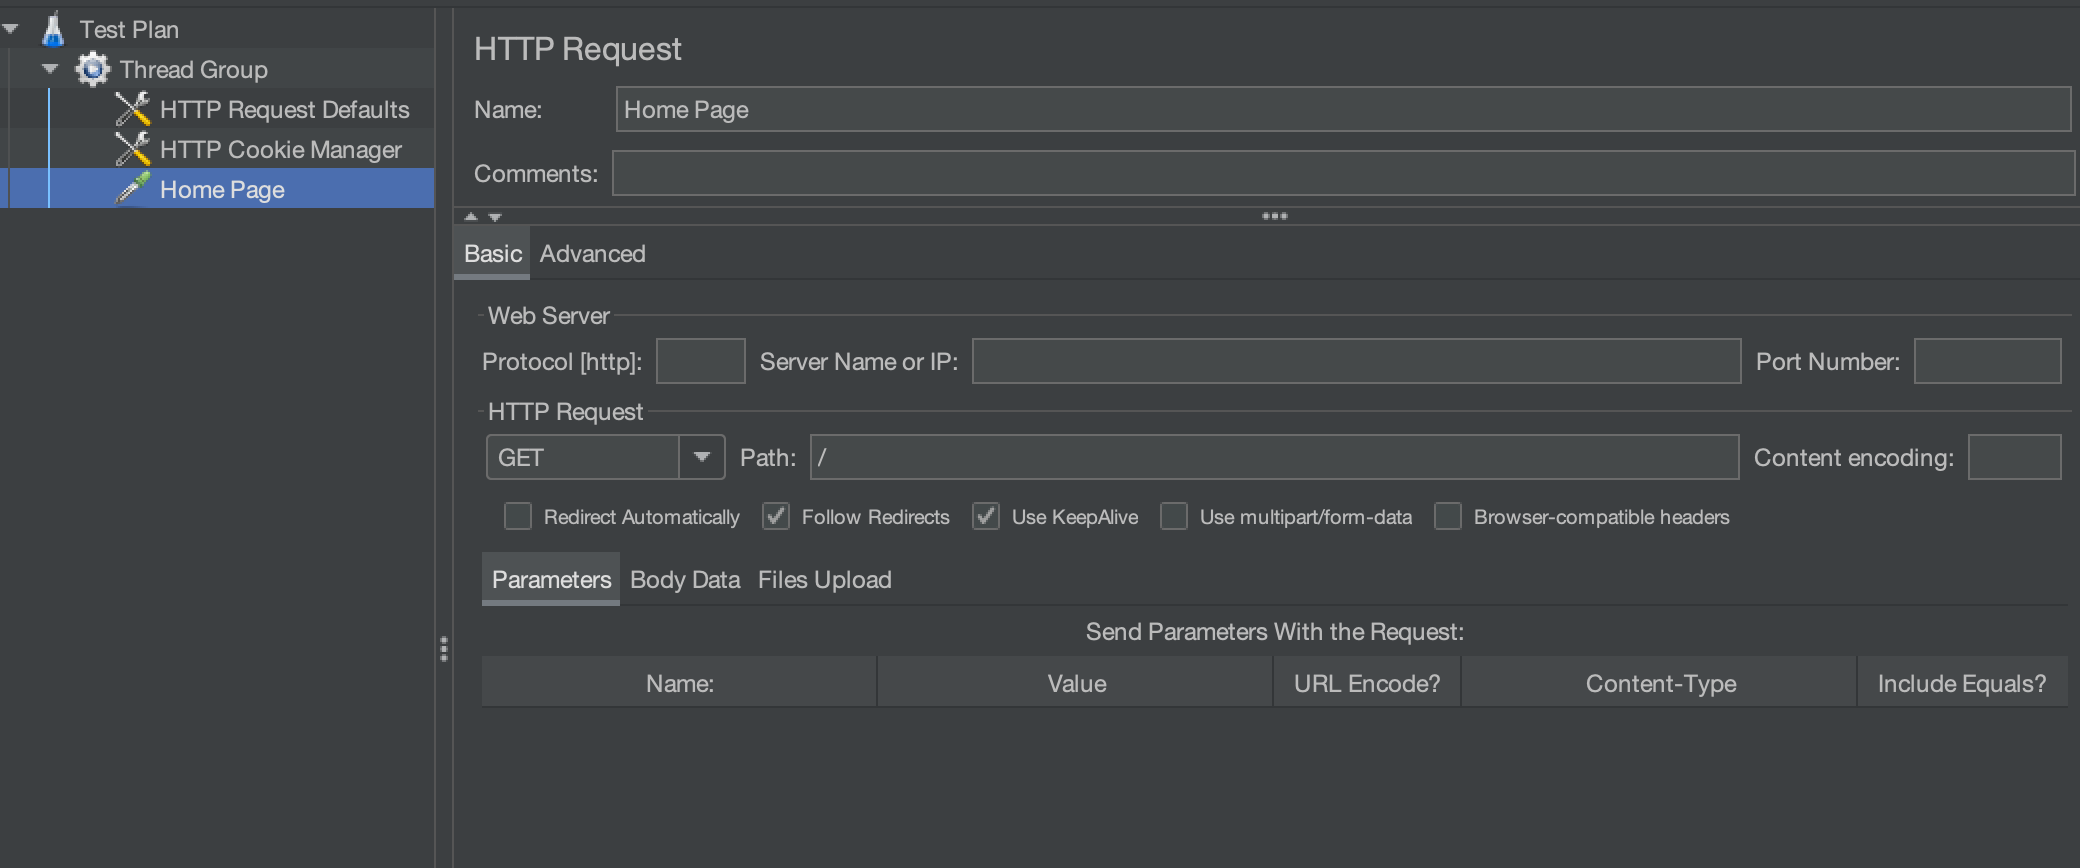 Test Plan
Thread Group
HTTP Request Defaults
HTTP Cookie Manager
Home Page
HTTP Request
Name: Home Page
Comments:
Basic Advanced
Web Server
Protocol [http]: Server Name or IP: Port Number:
HTTP Request
GET Path: / Content encoding:
Redirect Automatically Follow Redirects Use KeepAlive Use multipart/form-data Browser-compatible headers
Parameters Body Data Files Upload
Send Parameters With the Request:
Name: Value URL Encode? Content-Type Include Equals?